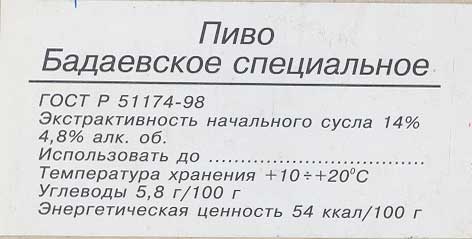 Пиво
Бадаевское специальное
ГОСТ Р 51174-98
Экстрактивность начального сусла 14%
4,8% алк. об.
Использовать до .................................
Температура хранения +10÷+20°С
Углеводы 5,8 г/100 г
Энергетическая ценность 54 ккал/100 г